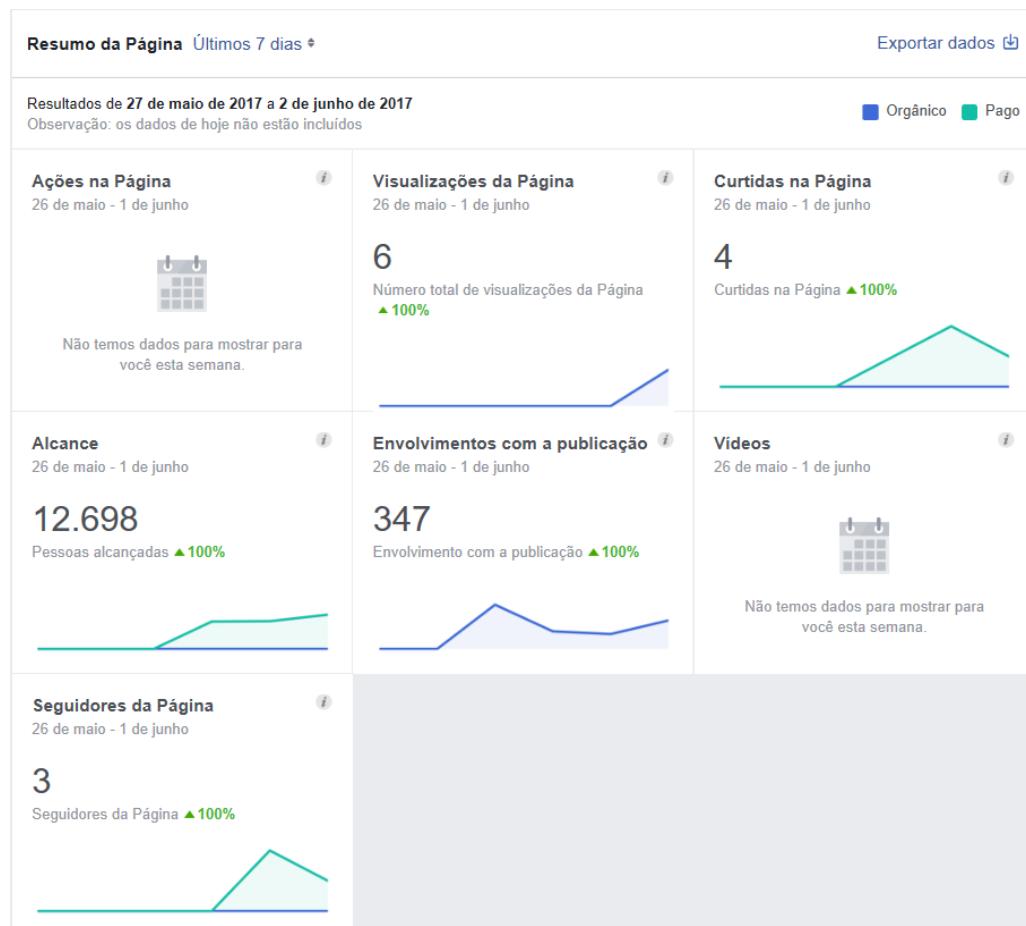 Resumo da Página Últimos 7 dias
Exportar dados
Resultados de 27 de maio de 2017 a 2 de junho de 2017
Observação: os dados de hoje não estão incluídos
Orgânico Pago
Ações na Página
26 de maio - 1 de junho
Não temos dados para mostrar para
você esta semana.
Visualizações da Página
26 de maio - 1 de junho
6
Número total de visualizações da Página
100%
Curtidas na Página
26 de maio - 1 de junho
4
Curtidas na Página 100%
Alcance
26 de maio - 1 de junho
12.698
Pessoas alcançadas 100%
Envolvimentos com a publicação
26 de maio - 1 de junho
347
Envolvimento com a publicação 100%
Vídeos
26 de maio - 1 de junho
Não temos dados para mostrar para
você esta semana.
Seguidores da Página
26 de maio - 1 de junho
3
Seguidores da Página 100%